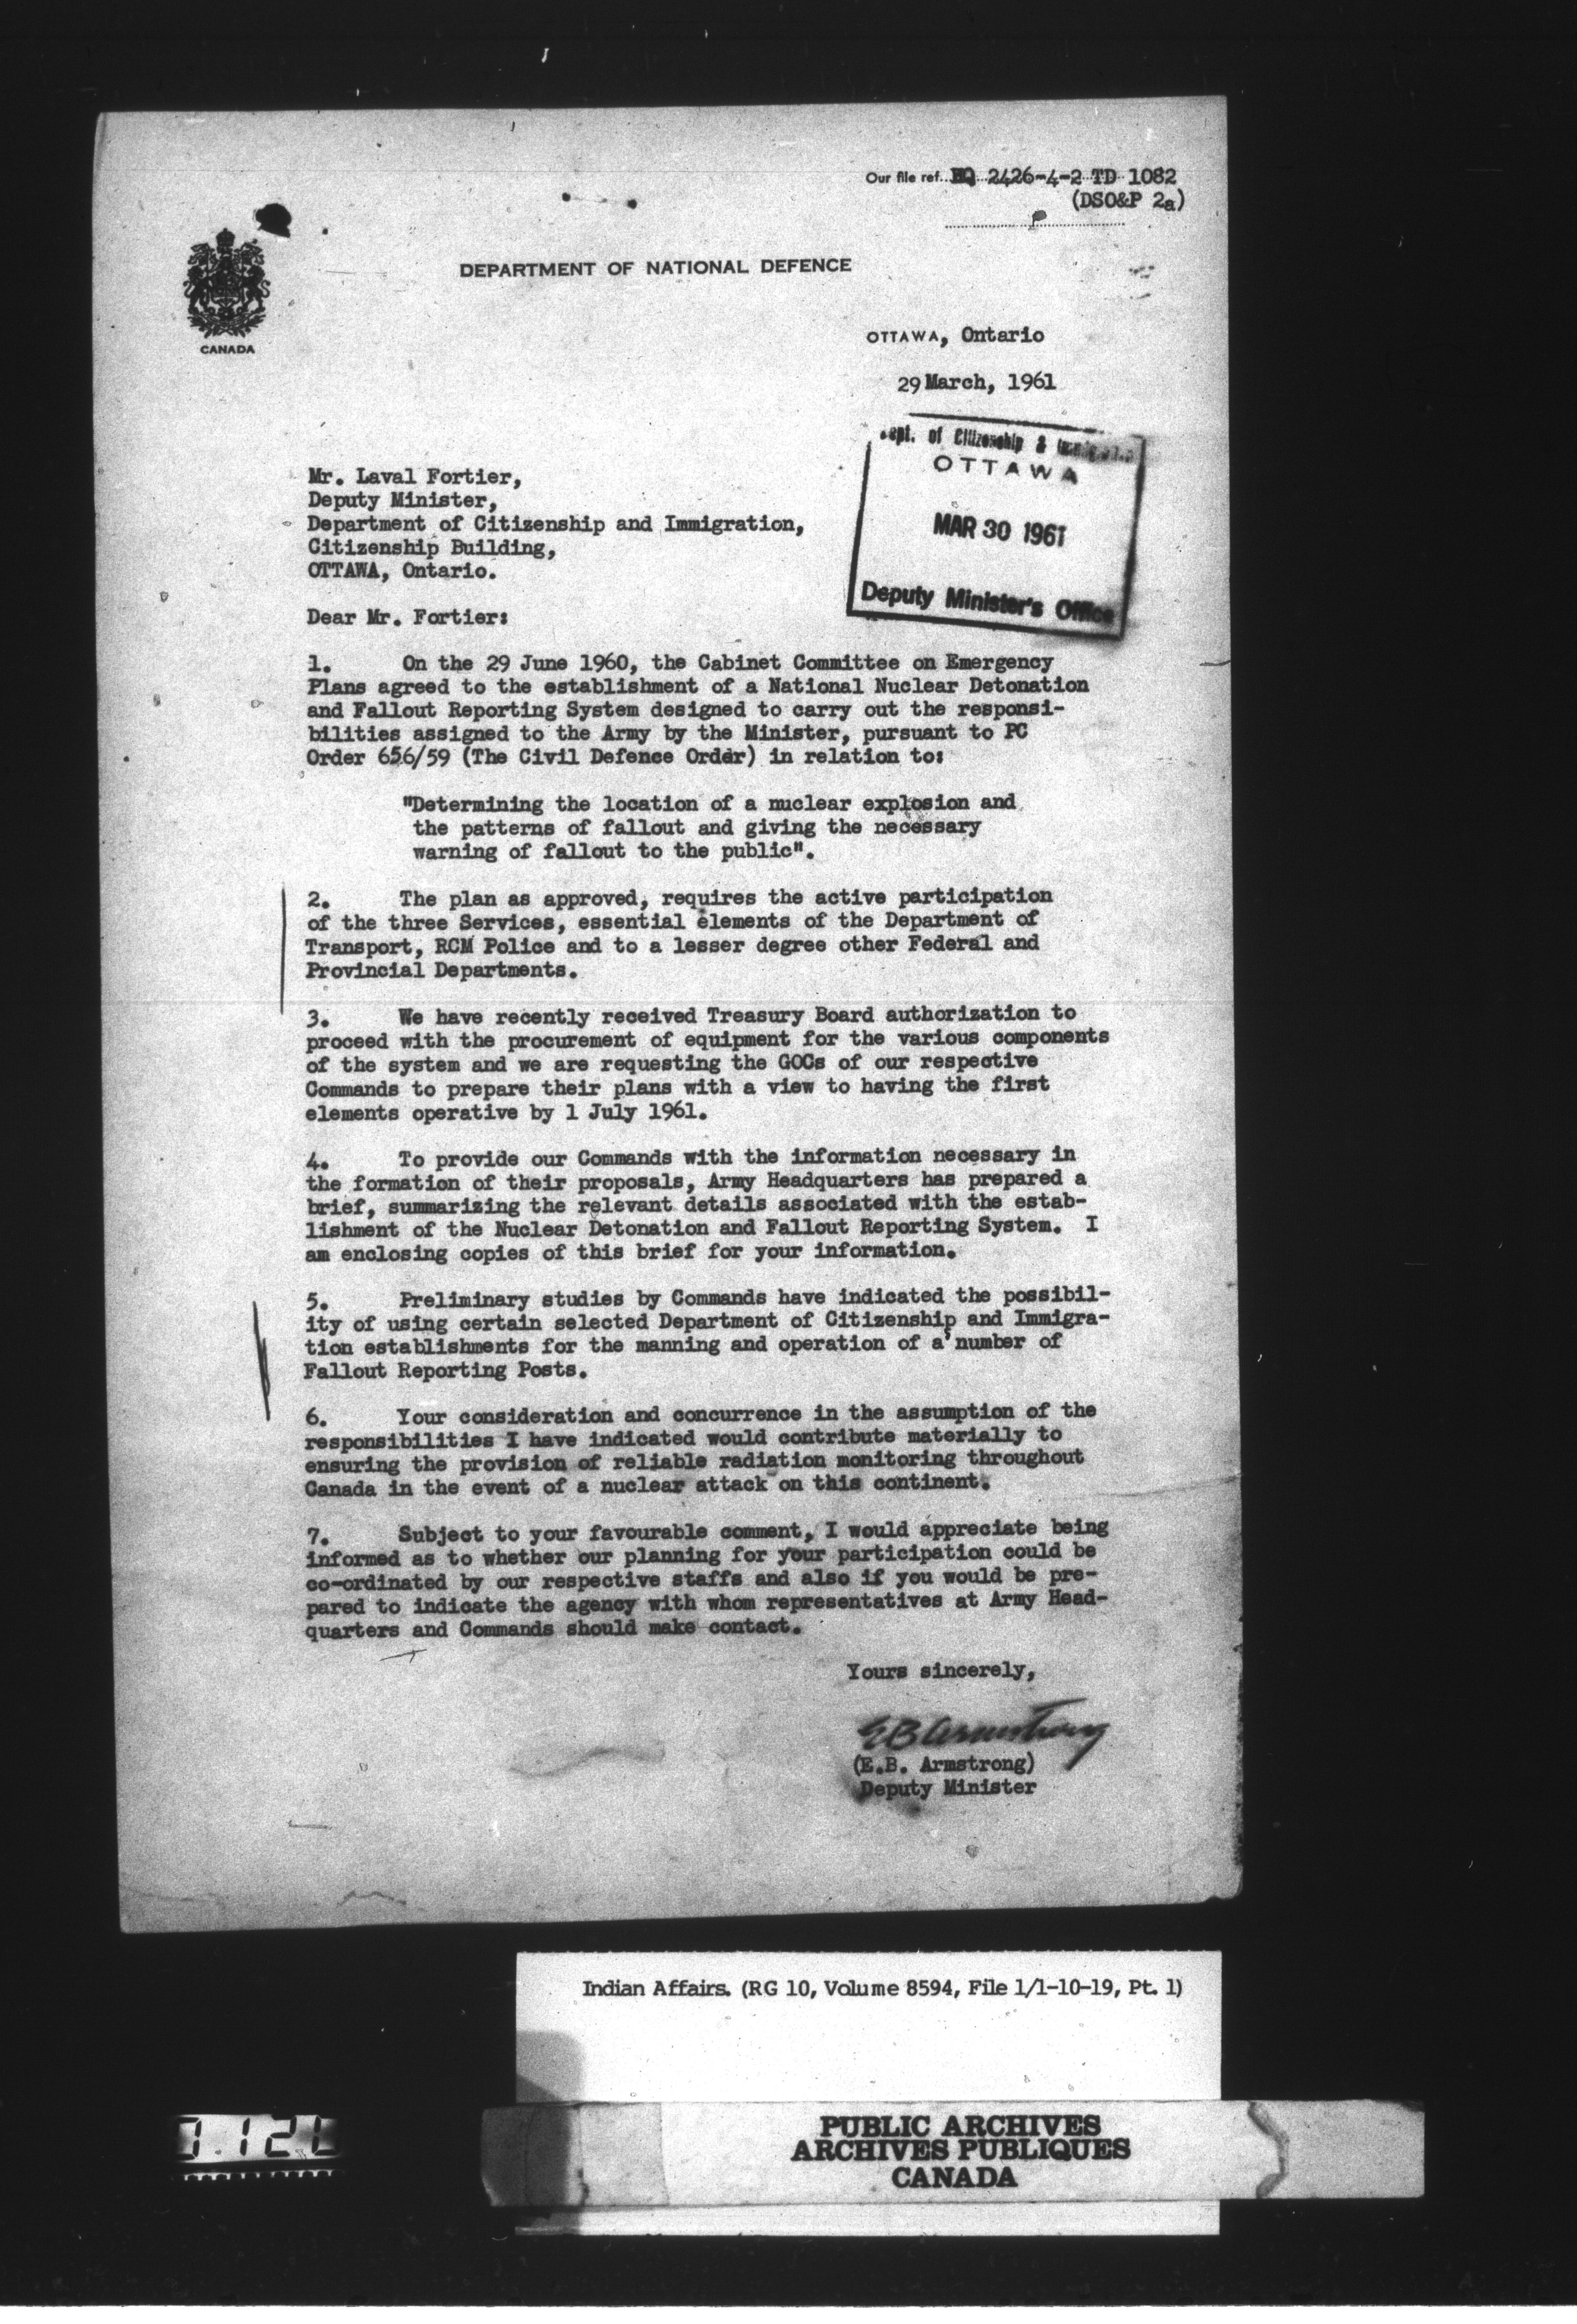 Our file ref. HQ 2426-4-2 TD 1082
(DSO&P 2a)
CANADA
DEPARTMENT OF NATIONAL DEFENCE
OTTAWA, Ontario
29 March, 1961
Dept. of Citizenship &
OTTAWA
MAR 30 1961
Deputy Minister's Office
Mr. Laval Fortier,
Deputy Minister,
Department of Citizenship and Immigration,
Citizenship Building,
OTTAWA, Ontario.
Dear Mr. Fortier:
1. On the 29 June 1960, the Cabinet Committee on Emergency
Plans agreed to the establishment of a National Nuclear Detonation
and Fallout Reporting System designed to carry out the responsi-
bilities assigned to the Army by the Minister, pursuant to PC
Order 656/59 (The Civil Defence Order) in relation to:
"Determining the location of a nuclear explosion and
the patterns of fallout and giving the necessary
warning of fallout to the public".
2. The plan as approved, requires the active participation
of the three Services, essential elements of the Department of
Transport, RCM Police and to a lesser degree other Federal and
Provincial Departments.
3. We have recently received Treasury Board authorization to
proceed with the procurement of equipment for the various components
of the system and we are requesting the GOCs of our respective
Commands to prepare their plans with a view to having the first
elements operative by 1 July 1961.
4. To provide our Commands with the information necessary in
the formation of their proposals, Army Headquarters has prepared a
brief, summarizing the relevant details associated with the estab-
lishment of the Nuclear Detonation and Fallout Reporting System. I
am enclosing copies of this brief for your information.
5. Preliminary studies by Commands have indicated the possibil-
ity of using certain selected Department of Citizenship and Immigra-
tion establishments for the manning and operation of a number of
Fallout Reporting Posts.
6. Your consideration and concurrence in the assumption of the
responsibilities I have indicated would contribute materially to
ensuring the provision of reliable radiation monitoring throughout
Canada in the event of a nuclear attack on this continent.
7. Subject to your favourable comment, I would appreciate being
informed as to whether our planning for your participation could be
co-ordinated by our respective staffs and also if you would be pre-
pared to indicate the agency with whom representatives at Army Head-
quarters and Commands should make contact.
Yours sincerely,
EB Armstrong
(E.B. Armstrong)
Deputy Minister
Indian Affairs. (RG 10, Volume 8594, File 1/1-10-19, Pt. 1)
PUBLIC ARCHIVES
ARCHIVES PUBLIQUES
CANADA